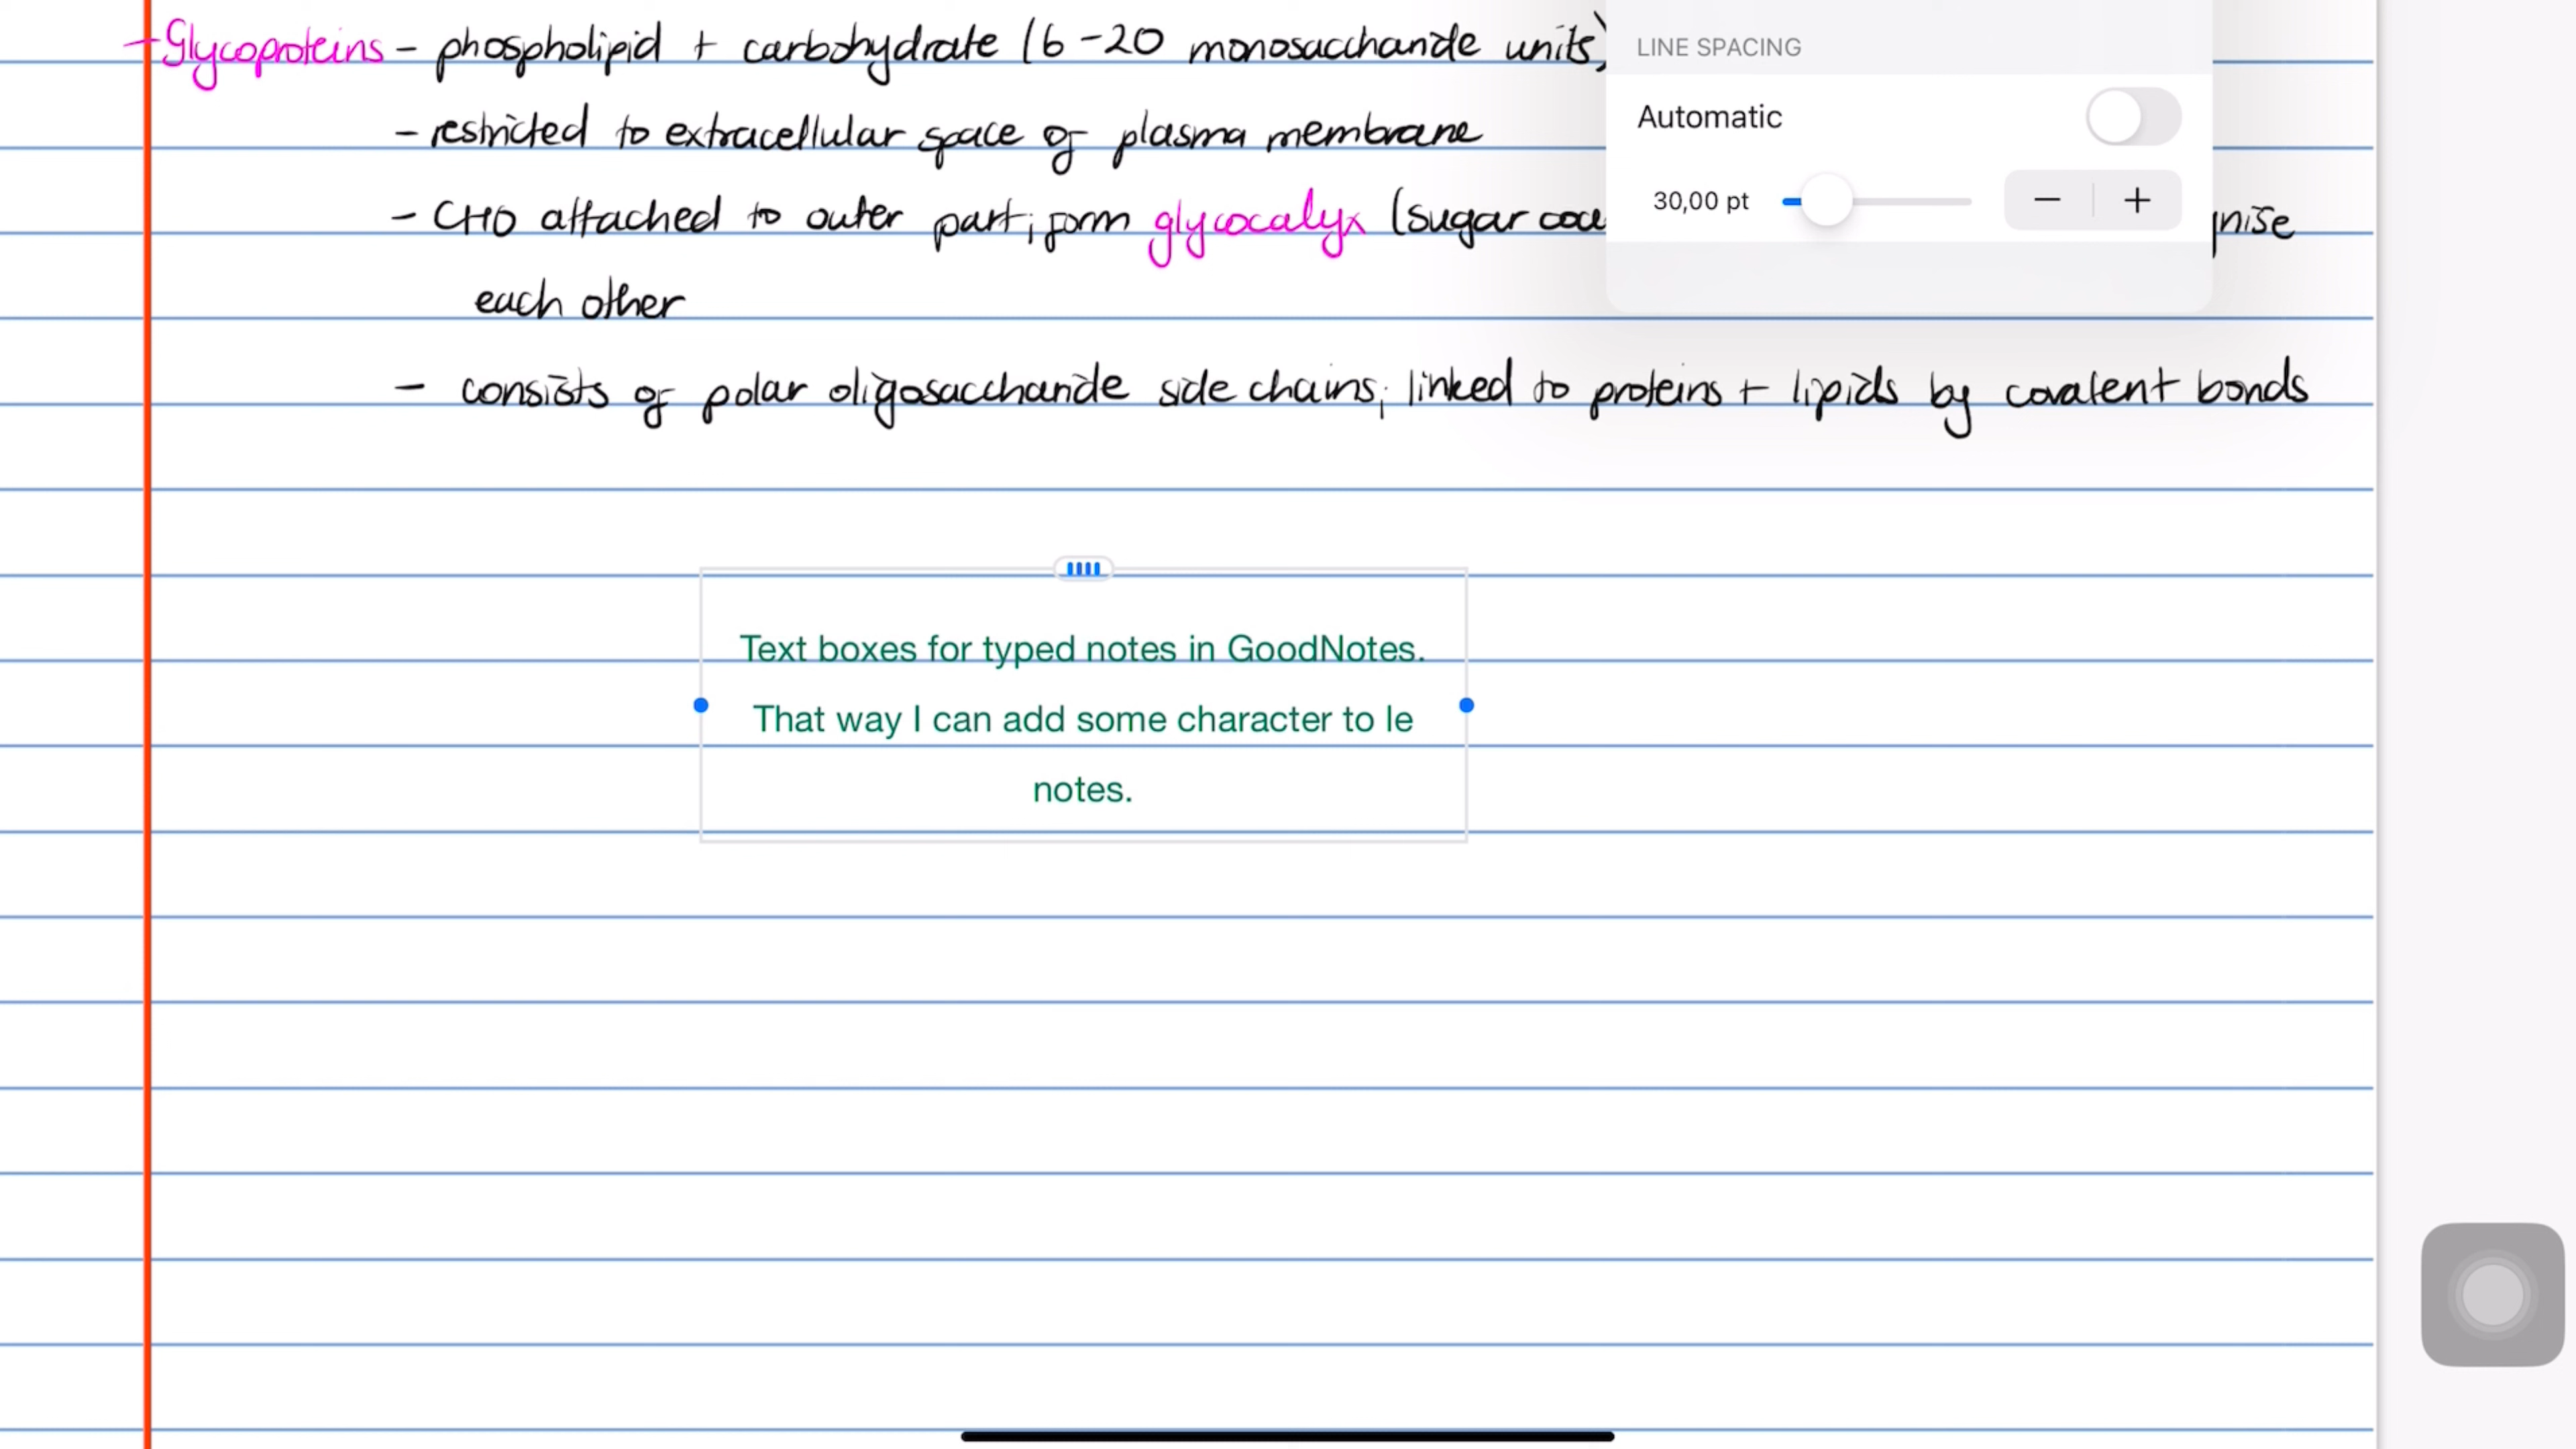 - Glycoproteins - phospholipid + carbohydrate (6-20 monosaccharide units)
LINE SPACING
Automatic
30,00 pt
- restricted to extracellular space of plasma membrane
- CHO attached to outer part; form glycocalyx (sugar
each other
- consists of polar oligosaccharide side chains; linked to proteins + lipids by covalent bonds
Text boxes for typed notes in GoodNotes.
That way I can add some character to le
notes.